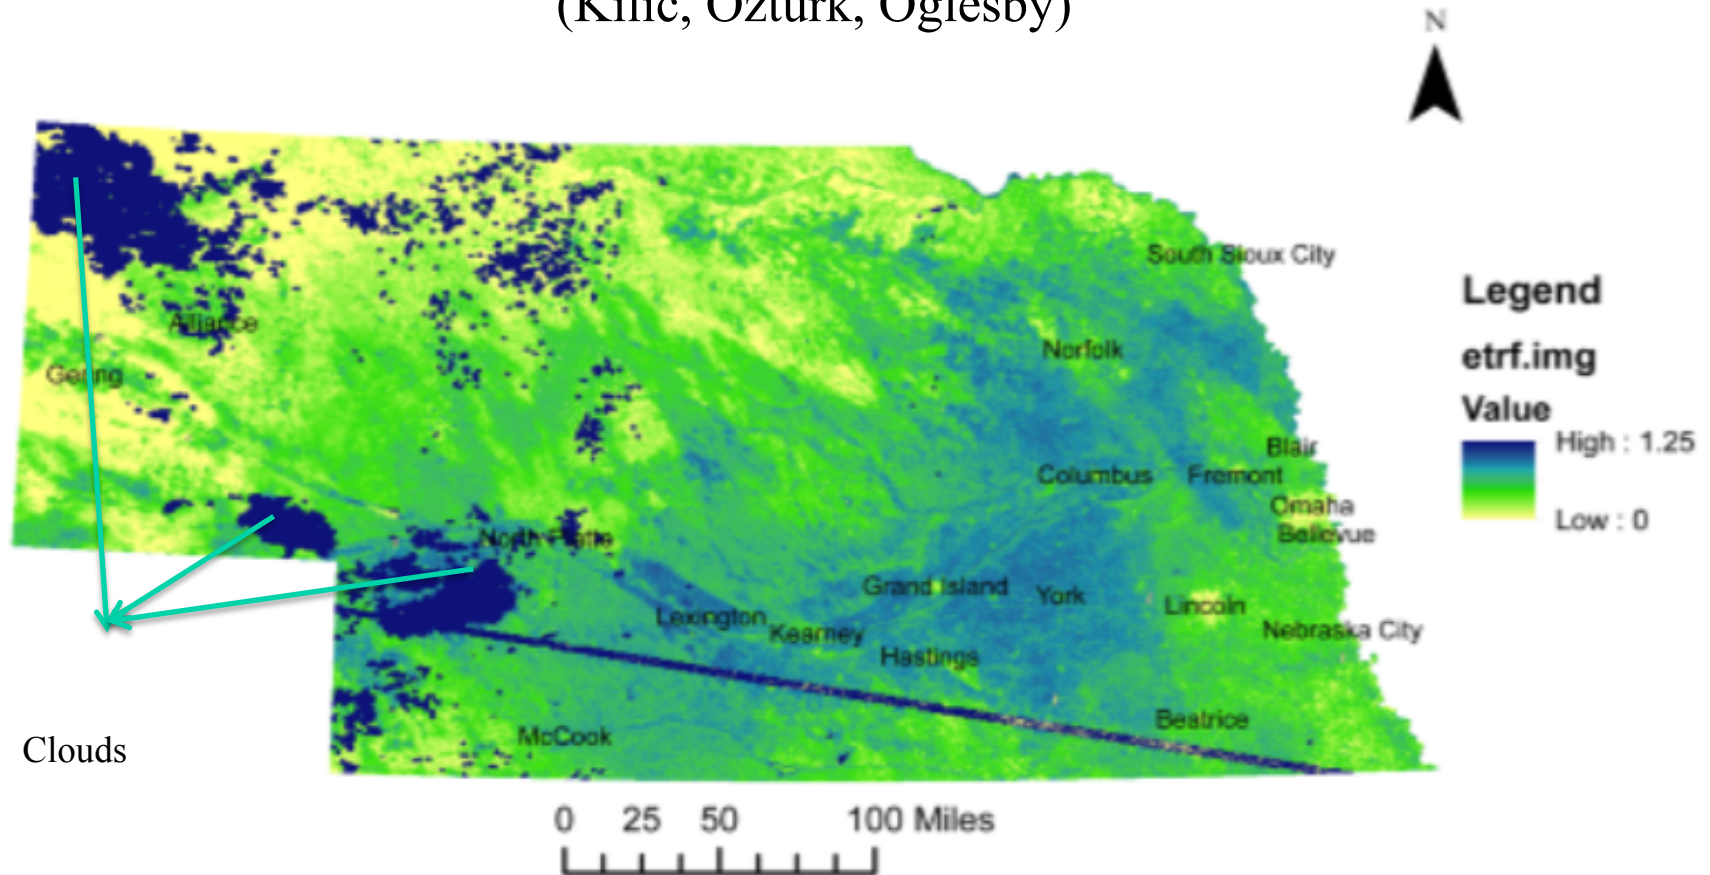 (Kilic, Ozturk, Oglesby)
N
South Sioux City
Alliance
Gering
Norfolk
Blair
Columbus
Fremont
Omaha
Bellevue
North Platte
Grand Island
York
Lincoln
Lexington
Kearney
Nebraska City
Hastings
Beatrice
McCook
Clouds
Legend
etrf.img
Value
High : 1.25
Low : 0
0 25 50 100 Miles